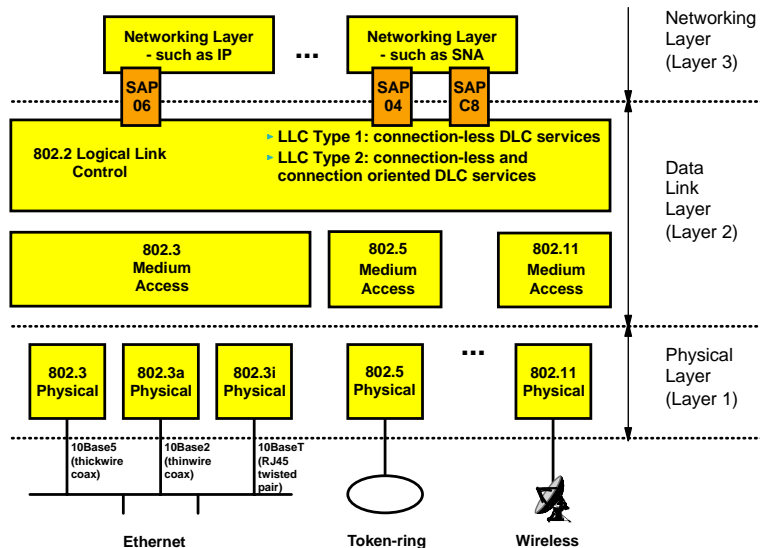 Networking Layer
- such as IP
...
Networking Layer
- such as SNA
Networking
Layer
(Layer 3)
SAP
06
SAP
04
SAP
C8
802.2 Logical Link
Control
LLC Type 1: connection-less DLC services
LLC Type 2: connection-less and
connection oriented DLC services
Data
Link
Layer
(Layer 2)
802.3
Medium
Access
802.5
Medium
Access
802.11
Medium
Access
802.3
Physical
802.3a
Physical
802.3i
Physical
802.5
Physical
...
802.11
Physical
Physical
Layer
(Layer 1)
10Base5
(thickwire
coax)
10Base2
(thinwire
coax)
10BaseT
(RJ45
twisted
pair)
Ethernet
Token-ring
Wireless